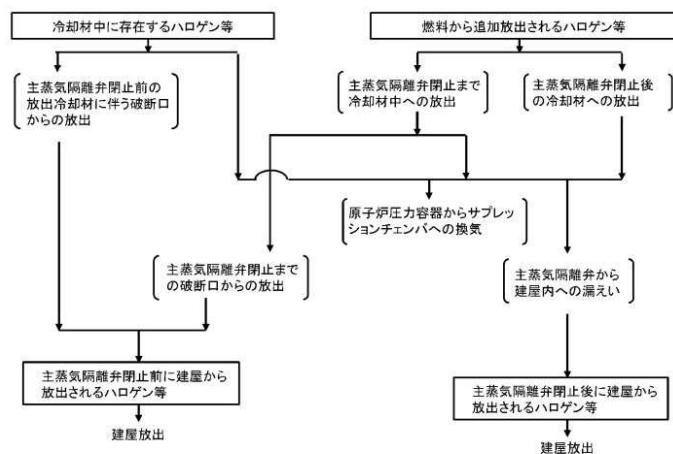 冷却材中に存在するハロゲン等
燃料から追加放出されるハロゲン等
主蒸気隔離弁閉止前の
放出冷却材に伴う破断口
からの放出
主蒸気隔離弁閉止まで
冷却材中への放出
主蒸気隔離弁閉止後
の冷却材への放出
原子炉圧力容器からサプレッ
ションチェンバへの換気
主蒸気隔離弁閉止まで
の破断口からの放出
主蒸気隔離弁から
建屋内への漏えい
主蒸気隔離弁閉止前に建屋から
放出されるハロゲン等
主蒸気隔離弁閉止後に建屋から
放出されるハロゲン等
建屋放出
建屋放出